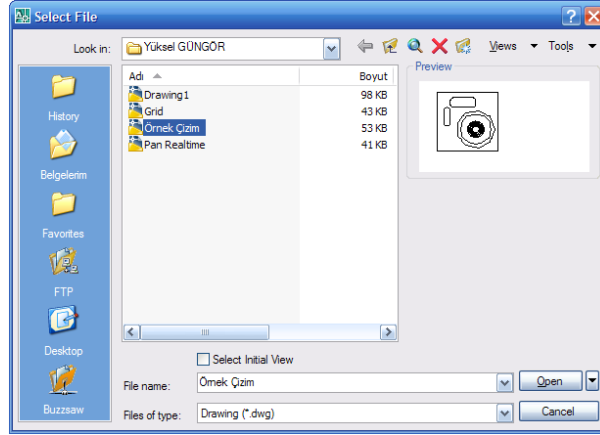 Select File
Look in: Yüksel GÜNGÖR Views Tools
Adı Boyut Preview
Drawing1 98 KB
Grid 43 KB
Örnek Çizim 53 KB
Pan Realtime 41 KB
History
Belgelerim
Favorites
FTP
Desktop
Buzzsaw
Select Initial View
File name: Örnek Çizim Open
Files of type: Drawing (*.dwg) Cancel